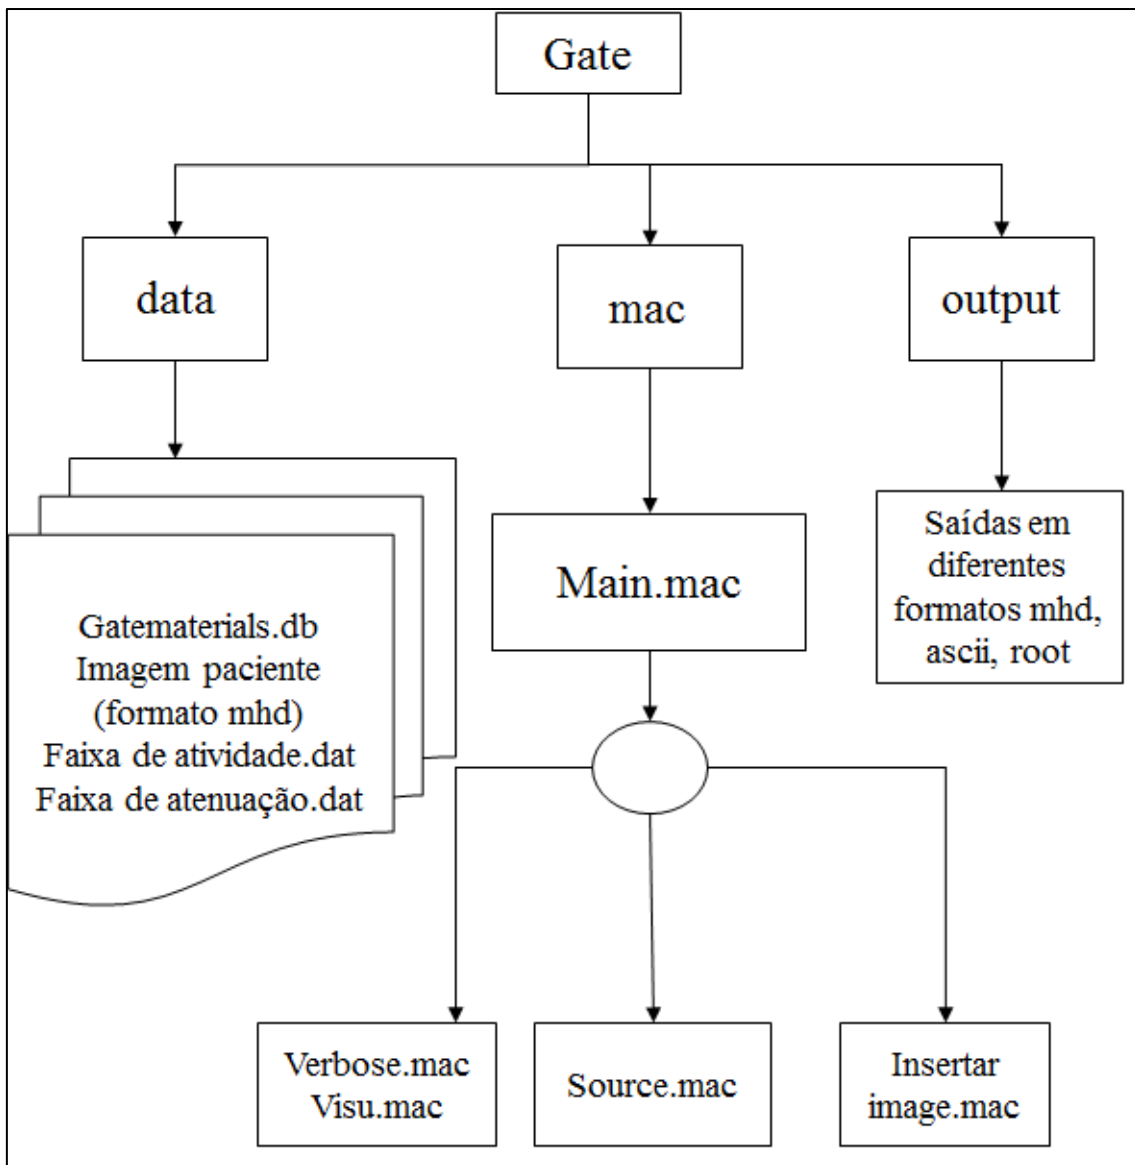 Gate
data
mac
output
Gatematerials.db
Imagem paciente
(formato mhd)
Faixa de atividade.dat
Faixa de atenuação.dat
Main.mac
Saídas em
diferentes
formatos mhd,
ascii, root
Verbose.mac
Visu.mac
Source.mac
Insertar
image.mac